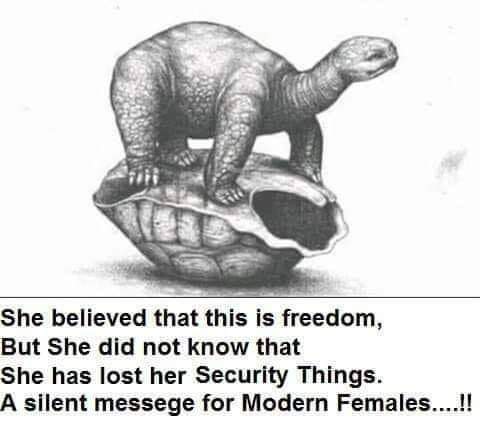 She believed that this is freedom,
But She did not know that
She has lost her Security Things.
A silent messege for Modern Females....!!